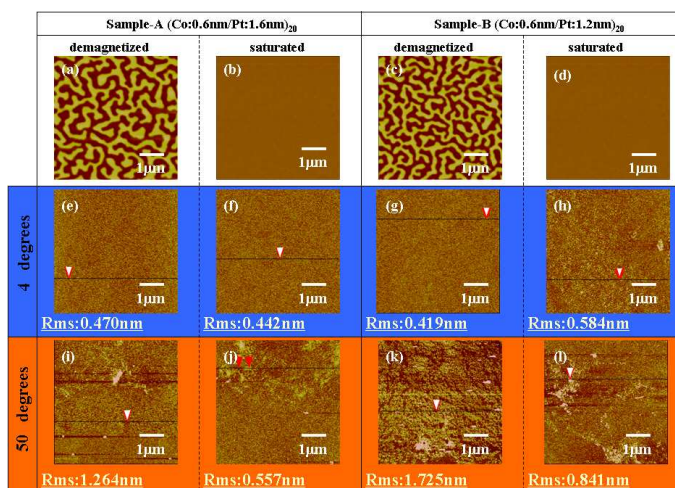 Sample-A (Co:0.6nm/Pt:1.6nm)20
Sample-B (Co:0.6nm/Pt:1.2nm)20
demagnetized
saturated
demagnetized
saturated
(a)
(b)
(c)
(d)
1μm
1μm
1μm
1μm
4 degrees
(e)
(f)
(g)
(h)
1μm
1μm
1μm
1μm
Rms:0.470nm
Rms:0.442nm
Rms:0.419nm
Rms:0.584nm
50 degrees
(i)
(j)
(k)
(l)
1μm
1μm
1μm
1μm
Rms:1.264nm
Rms:0.557nm
Rms:1.725nm
Rms:0.841nm